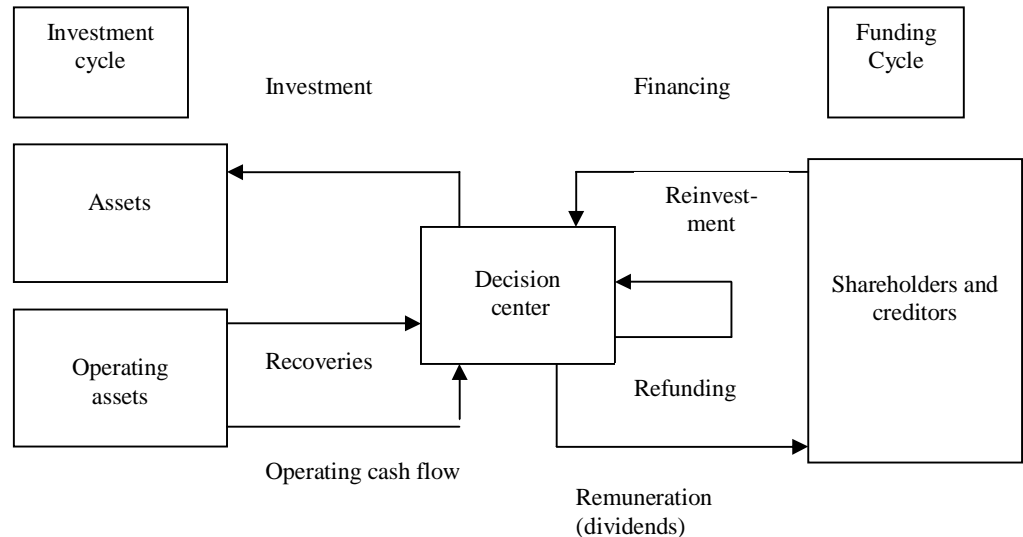 Investment
cycle
Funding
Cycle
Investment
Financing
Assets
Reinvest-
ment
Decision
center
Shareholders and
creditors
Operating
assets
Recoveries
Refunding
Operating cash flow
Remuneration
(dividends)